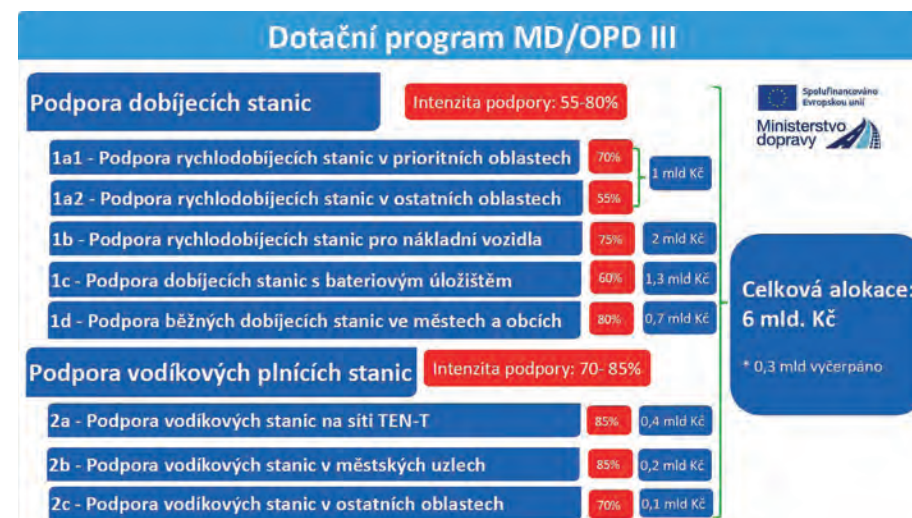 Dotační program MD/OPD III
Podpora dobíjecích stanic
Intenzita podpory: 55-80%
Spolufinancováno
Evropskou unií
Ministerstvo
dopravy
1a1 - Podpora rychlodobíjecích stanic v prioritních oblastech
70%
1 mld Kč
1a2 - Podpora rychlodobíjecích stanic v ostatních oblastech
55%
1b - Podpora rychlodobíjecích stanic pro nákladní vozidla
75%
2 mld Kč
1c - Podpora dobíjecích stanic s bateriovým úložištěm
60%
1,3 mld Kč
1d - Podpora běžných dobíjecích stanic ve městech a obcích
80%
0,7 mld Kč
Celková alokace:
6 mld. Kč
* 0,3 mld vyčerpáno
Podpora vodíkových plnících stanic
Intenzita podpory: 70- 85%
2a - Podpora vodíkových stanic na síti TEN-T
85%
0,4 mld Kč
2b - Podpora vodíkových stanic v městských uzlech
85%
0,2 mld Kč
2c - Podpora vodíkových stanic v ostatních oblastech
70%
0,1 mld Kč